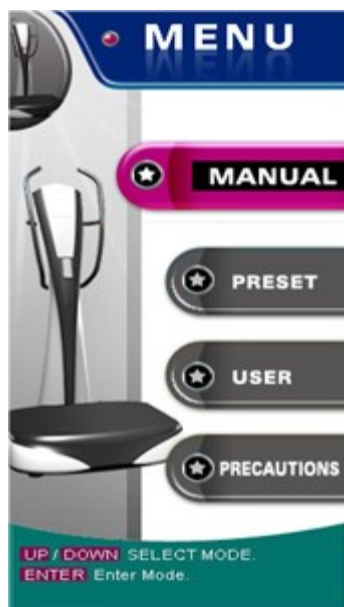 MENU
MANUAL
PRESET
USER
PRECAUTIONS
UP / DOWN SELECT MODE.
ENTER Enter Mode.